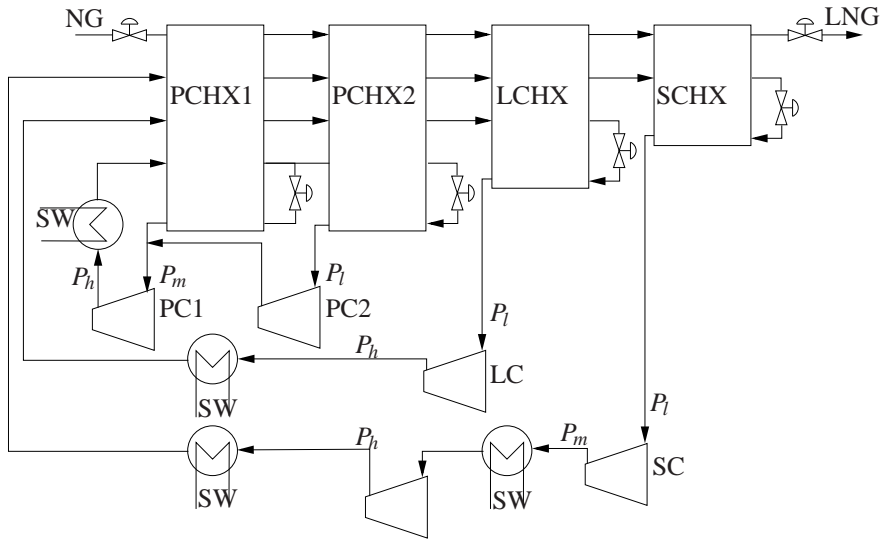 NG
LNG
PCHX1
PCHX2
LCHX
SCHX
SW
P_h
P_m
PC1
P_l
PC2
P_l
P_h
LC
SW
P_l
P_h
P_m
SC
SW
SW